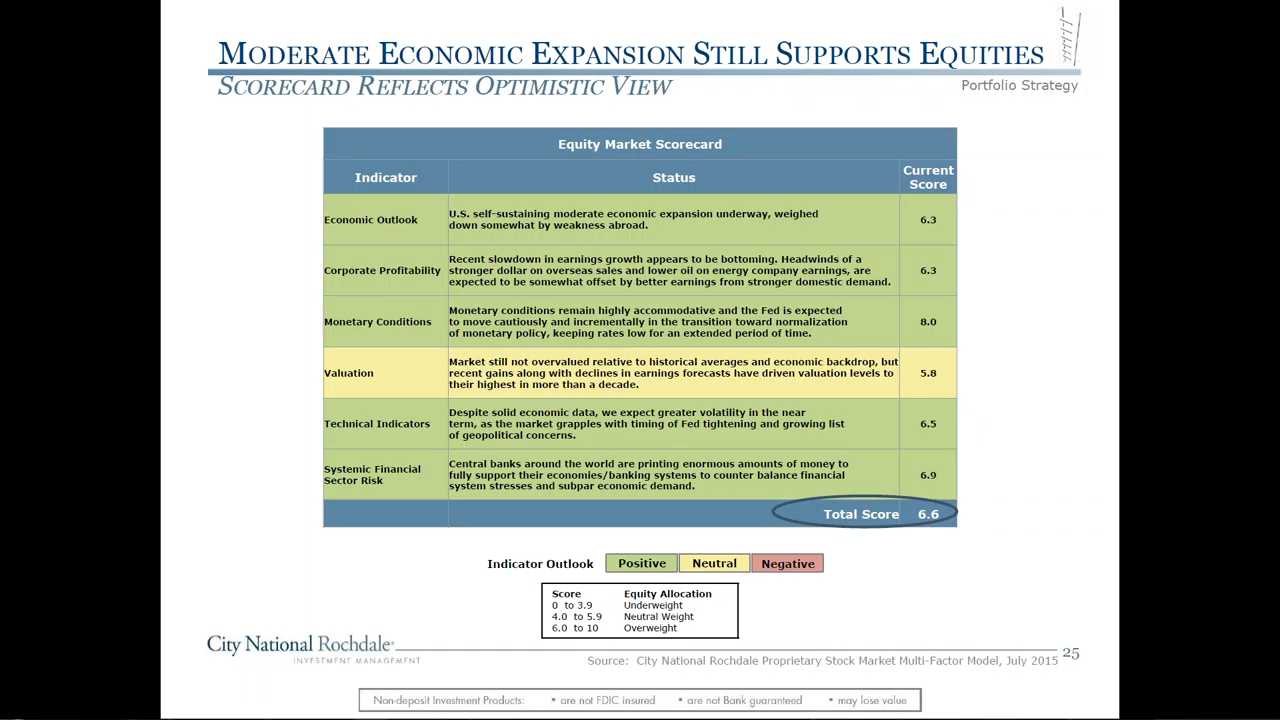 MODERATE ECONOMIC EXPANSION STILL SUPPORTS EQUITIES
SCORECARD REFLECTS OPTIMISTIC VIEW
Portfolio Strategy
Equity Market Scorecard
Indicator Status Current Score
Economic Outlook
U.S. self-sustaining moderate economic expansion underway, weighed
down somewhat by weakness abroad.
6.3
Corporate Profitability
Recent slowdown in earnings growth appears to be bottoming. Headwinds of a
stronger dollar on overseas sales and lower oil on energy company earnings, are
expected to be somewhat offset by better earnings from stronger domestic demand.
6.3
Monetary Conditions
Monetary conditions remain highly accommodative and the Fed is expected
to move cautiously and incrementally in the transition toward normalization
of monetary policy, keeping rates low for an extended period of time.
8.0
Valuation
Market still not overvalued relative to historical averages and economic backdrop, but
recent gains along with declines in earnings forecasts have driven valuation levels to
their highest in more than a decade.
5.8
Technical Indicators
Despite solid economic data, we expect greater volatility in the near
term, as the market grapples with timing of Fed tightening and growing list
of geopolitical concerns.
6.5
Systemic Financial
Sector Risk
Central banks around the world are printing enormous amounts of money to
fully support their economies/banking systems to counter balance financial
system stresses and subpar economic demand.
6.9
Total Score 6.6
Indicator Outlook Positive Neutral Negative
Score Equity Allocation
0 to 3.9 Underweight
4.0 to 5.9 Neutral Weight
6.0 to 10 Overweight
City National Rochdale
INVESTMENT MANAGEMENT
Source: City National Rochdale Proprietary Stock Market Multi-Factor Model, July 2015
25
Non-deposit Investment Products: • are not FDIC insured • are not Bank guaranteed • may lose value